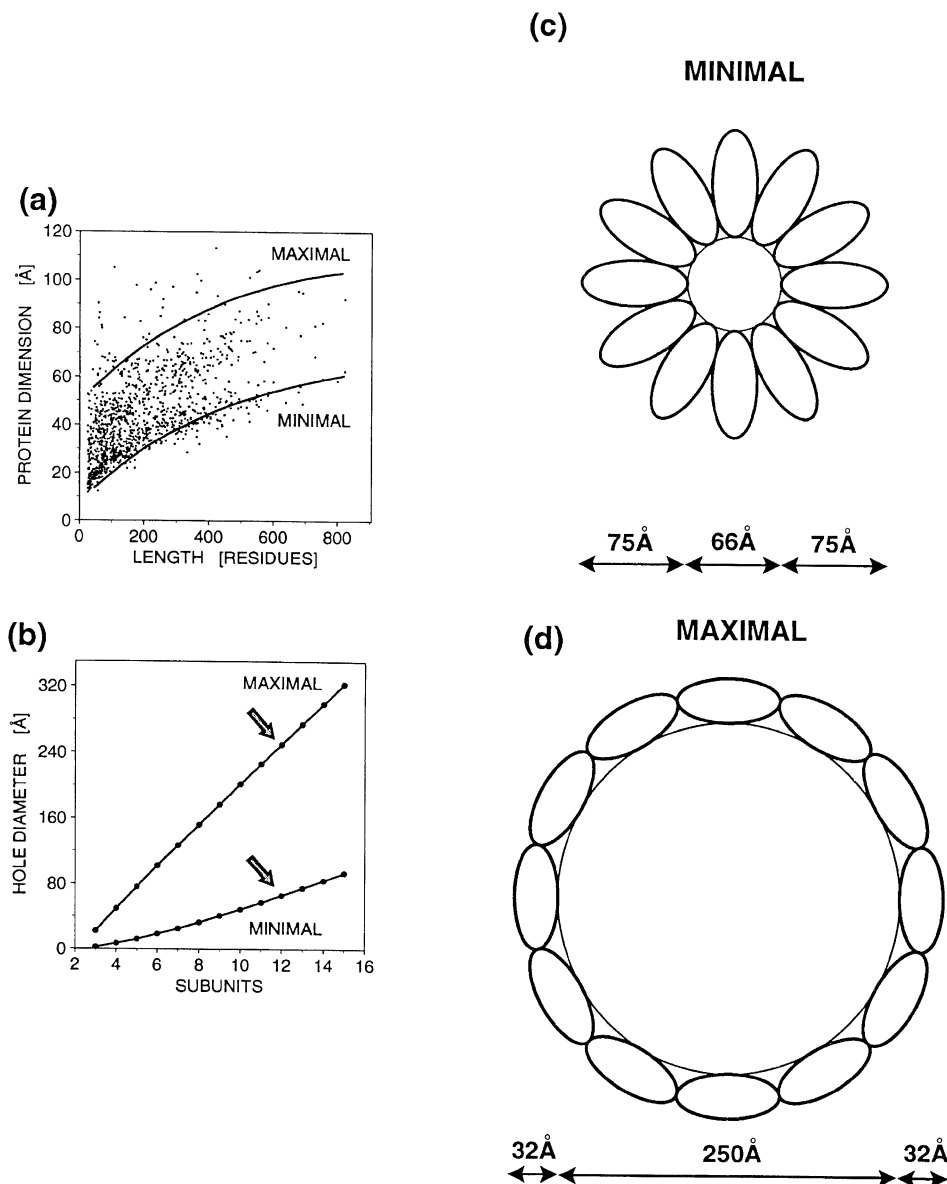 (a)
120
100
80
60
40
20
0
PROTEIN DIMENSION [Å]
MAXIMAL
MINIMAL
0 200 400 600 800
LENGTH [RESIDUES]
(b)
320
240
160
80
0
HOLE DIAMETER [Å]
MAXIMAL
MINIMAL
2 4 6 8 10 12 14 16
SUBUNITS
(c)
MINIMAL
75Å 66Å 75Å
(d)
MAXIMAL
32Å 250Å 32Å